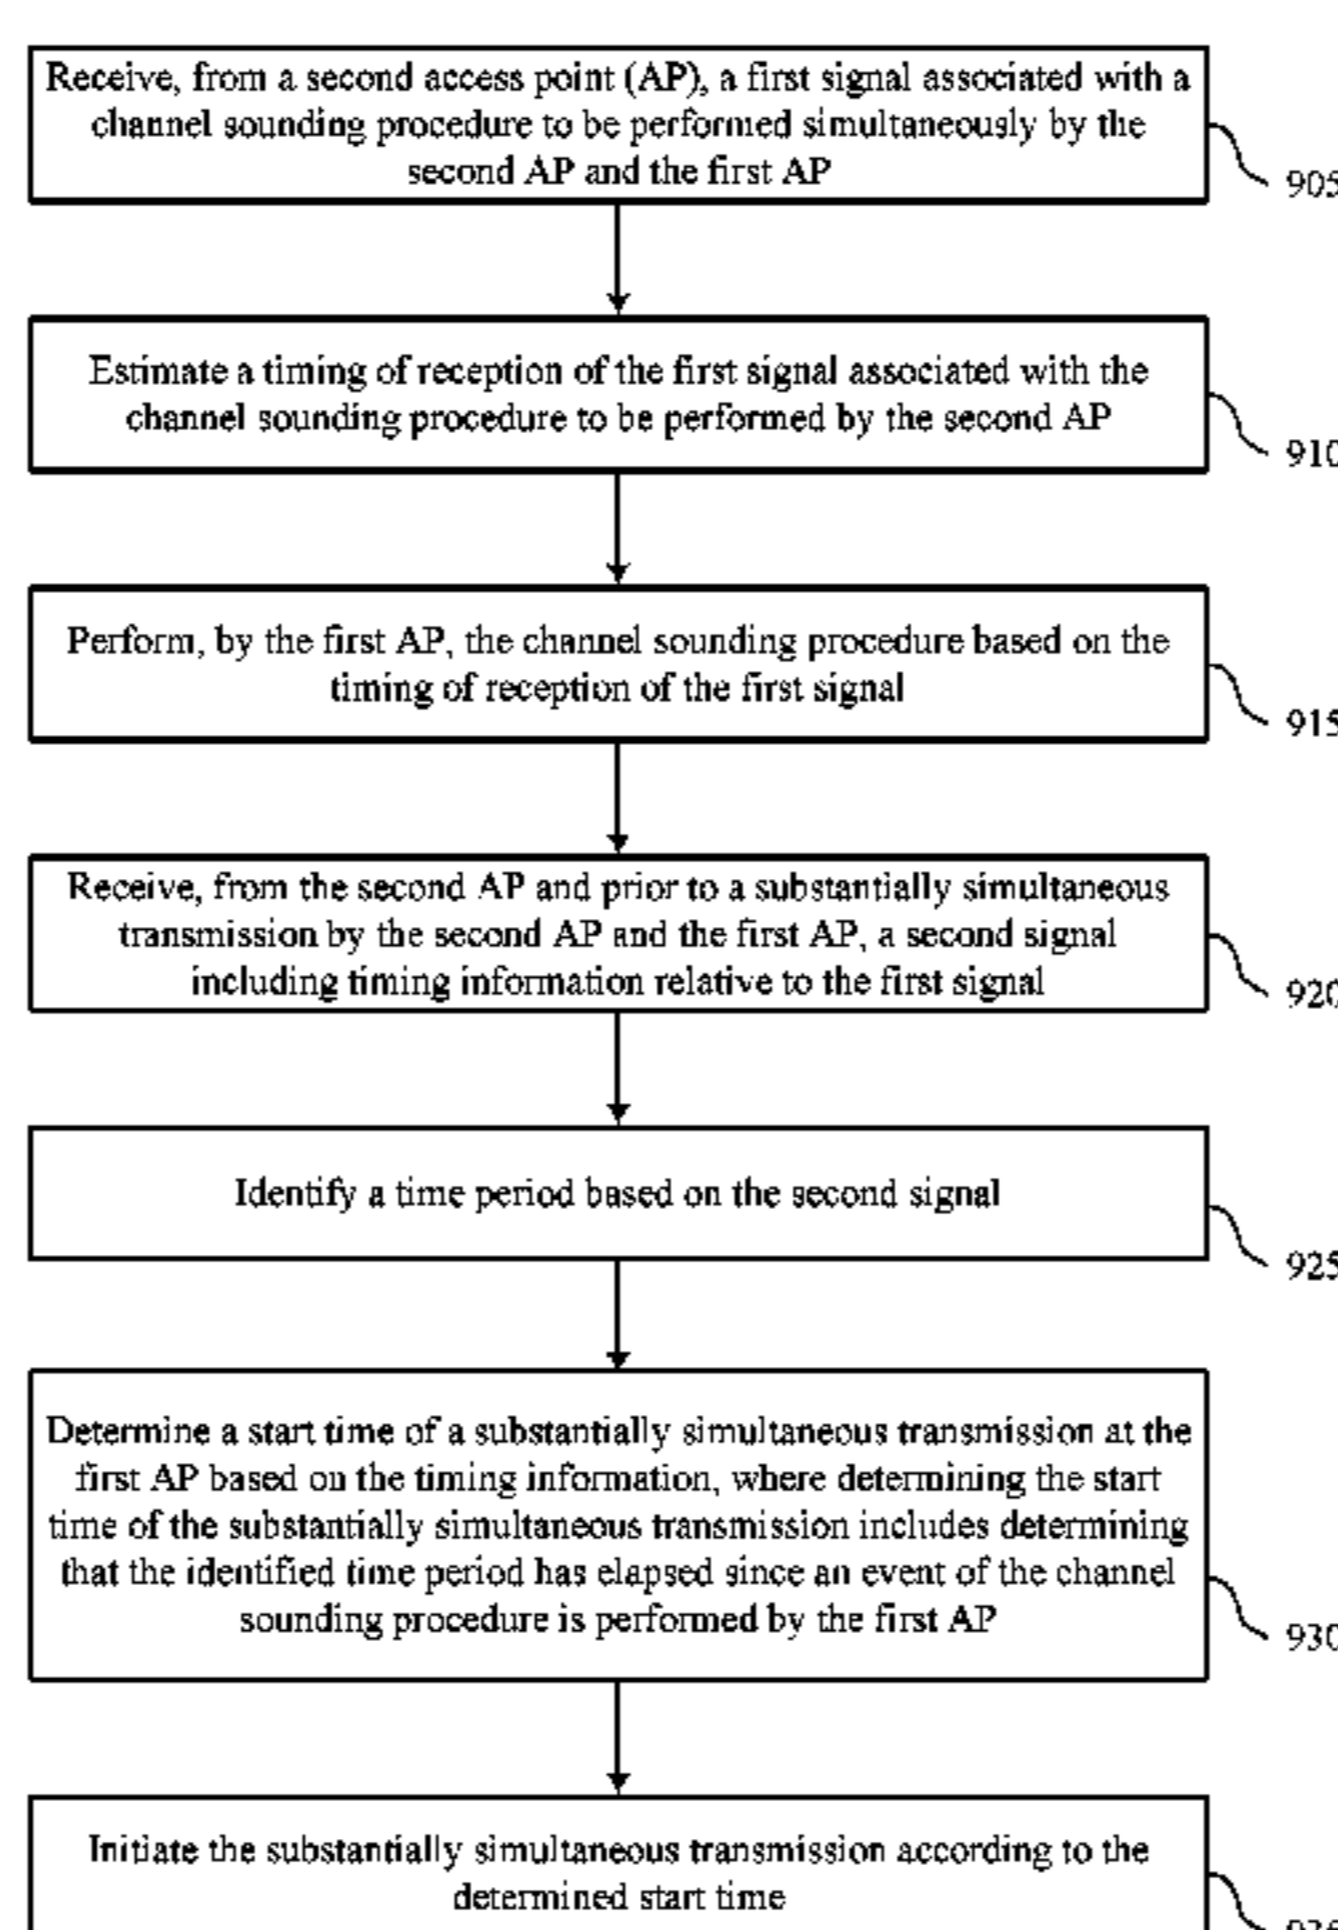 Receive, from a second access point (AP), a first signal associated with a
channel sounding procedure to be performed simultaneously by the
second AP and the first AP
905
Estimate a timing of reception of the first signal associated with the
channel sounding procedure to be performed by the second AP
910
Perform, by the first AP, the channel sounding procedure based on the
timing of reception of the first signal
915
Receive, from the second AP and prior to a substantially simultaneous
transmission by the second AP and the first AP, a second signal
including timing information relative to the first signal
920
Identify a time period based on the second signal
925
Determine a start time of a substantially simultaneous transmission at the
first AP based on the timing information, where determining the start
time of the substantially simultaneous transmission includes determining
that the identified time period has elapsed since an event of the channel
sounding procedure is performed by the first AP
930
Initiate the substantially simultaneous transmission according to the
determined start time